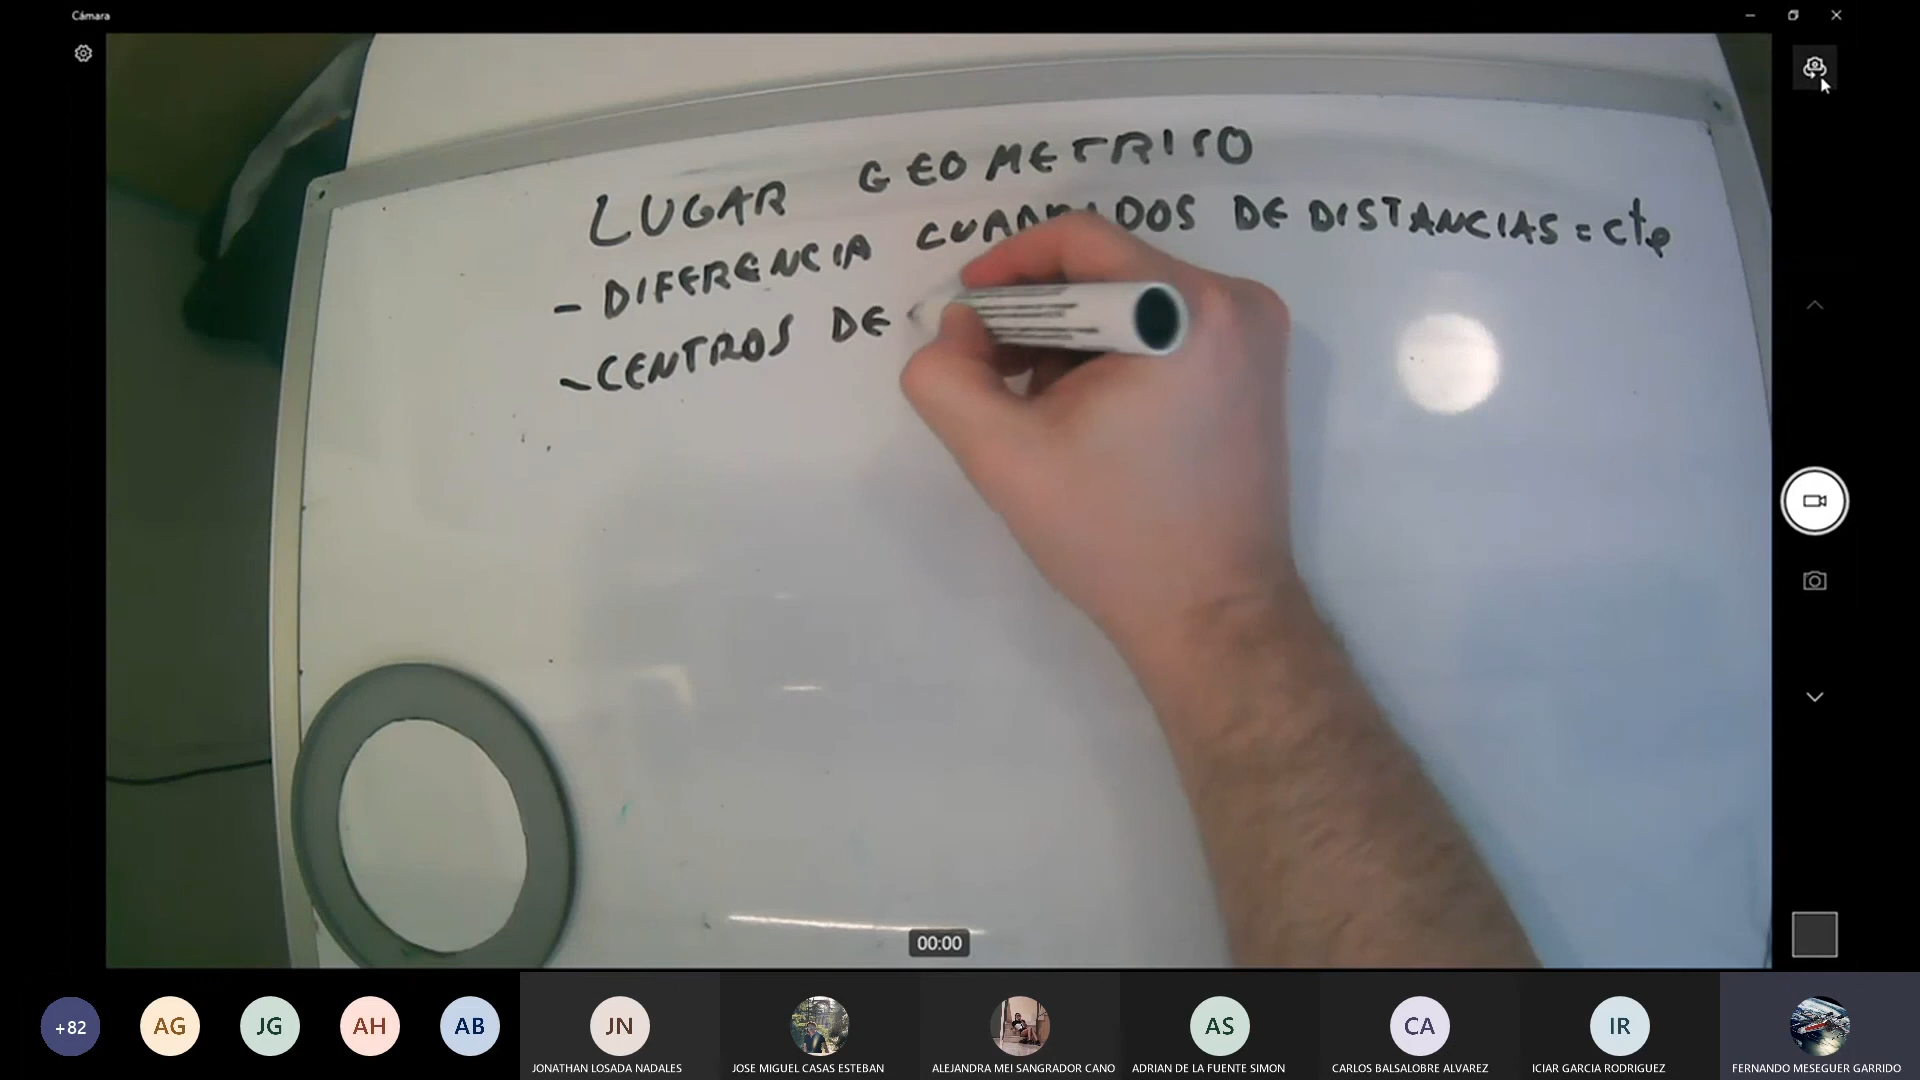 Cámara
LUGAR GEOMETRICO
- DIFERENCIA CUADRADOS DE DISTANCIAS = cte
- CENTROS DE
00:00
+82
AG
JG
AH
AB
JN
AS
CA
IR
JONATHAN LOSADA NADALES
JOSE MIGUEL CASAS ESTEBAN
ALEJANDRA MEI SANGRADOR CANO
ADRIAN DE LA FUENTE SIMON
CARLOS BALSALOBRE ALVAREZ
ICIAR GARCIA RODRIGUEZ
FERNANDO MESEGUER GARRIDO